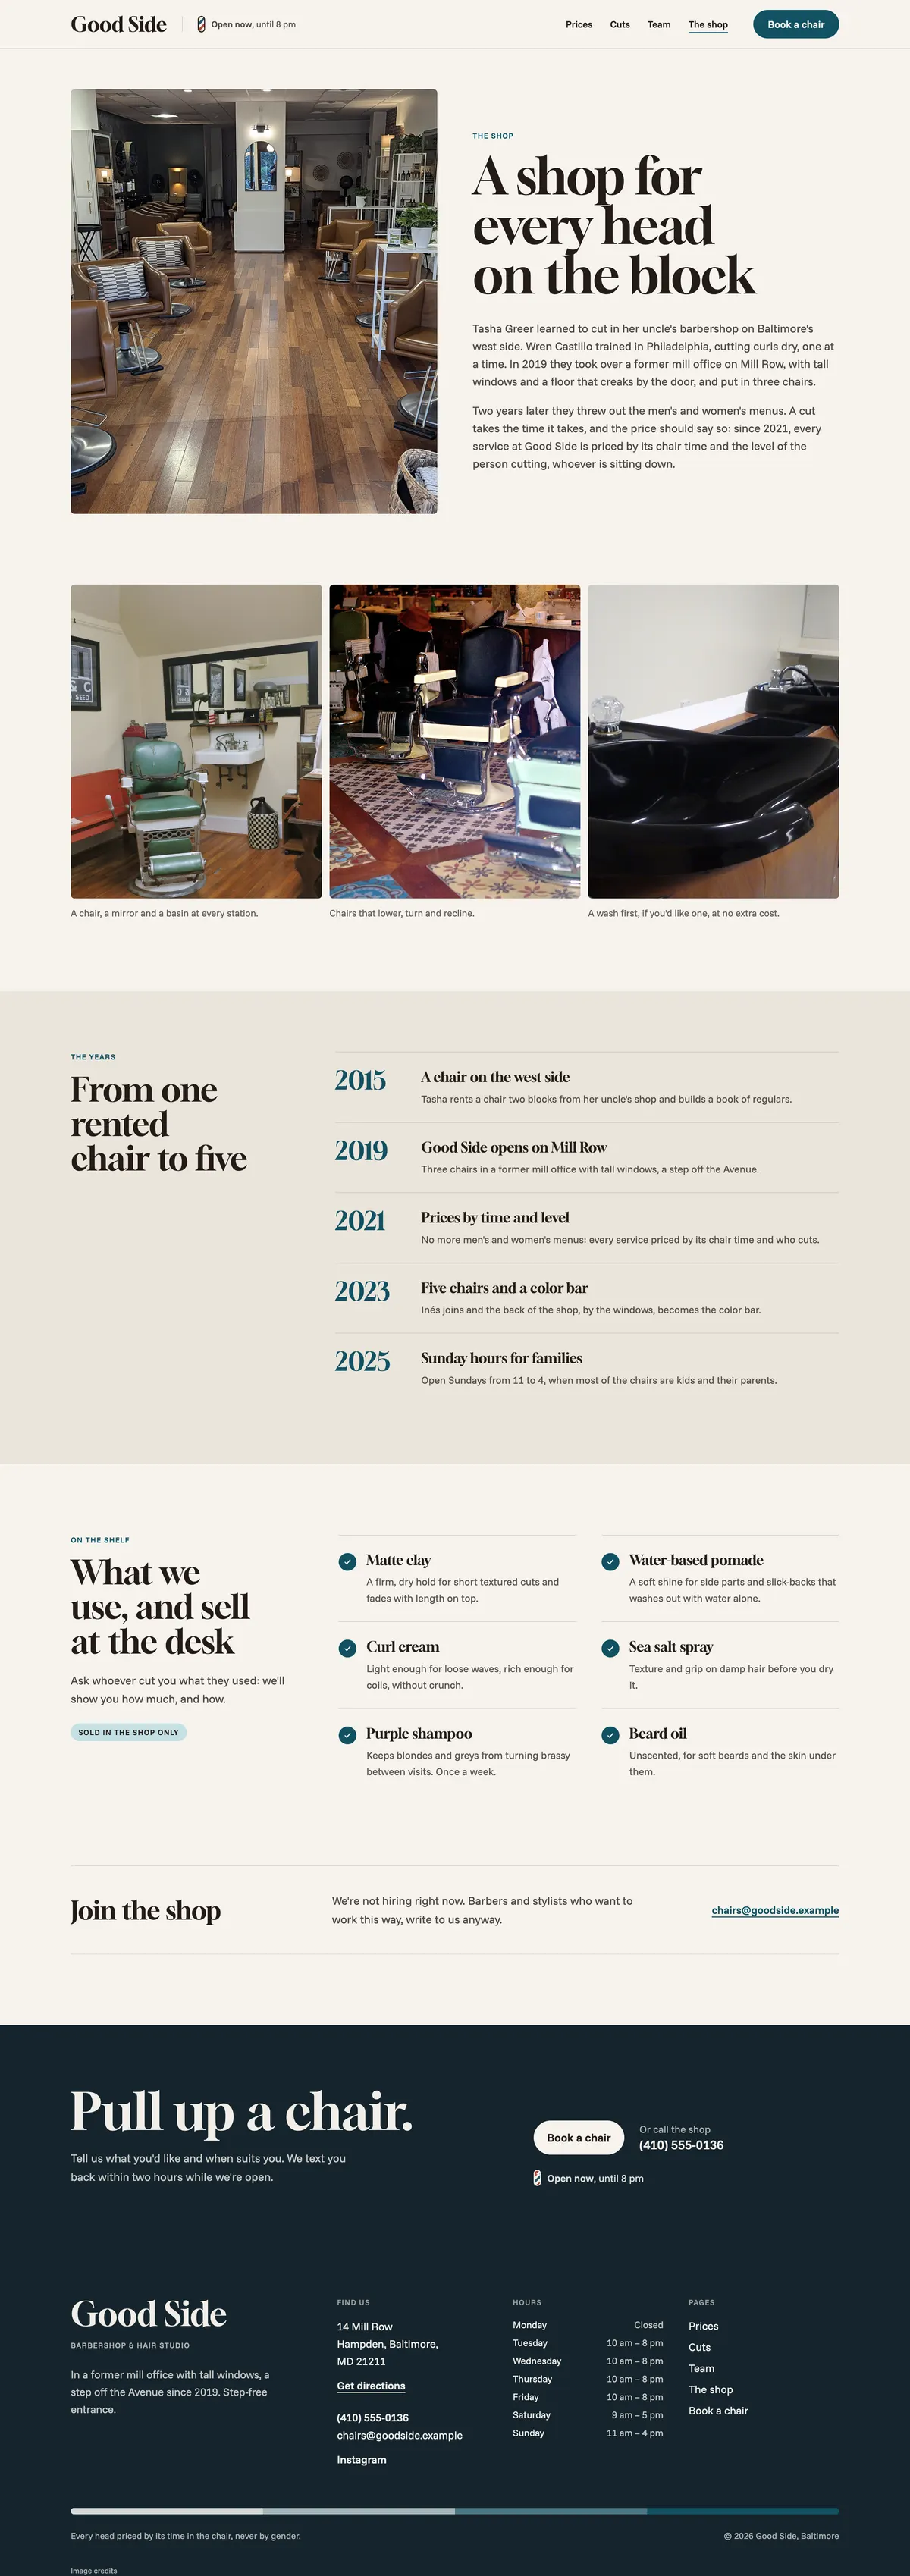 Good Side
Open now, until 8 pm
Prices
Cuts
Team
The shop
Book a chair
THE SHOP
A shop for
every head
on the block
Tasha Greer learned to cut in her uncle's barbershop on Baltimore's
west side. Wren Castillo trained in Philadelphia, cutting curls dry, one at
a time. In 2019 they took over a former mill office on Mill Row, with tall
windows and a floor that creaks by the door, and put in three chairs.
Two years later they threw out the men's and women's menus. A cut
takes the time it takes, and the price should say so: since 2021, every
service at Good Side is priced by its chair time and the level of the
person cutting, whoever is sitting down.
& C
SEED
A chair, a mirror and a basin at every station.
Chairs that lower, turn and recline.
A wash first, if you'd like one, at no extra cost.
THE YEARS
From one
rented
chair to five
2015
A chair on the west side
Tasha rents a chair two blocks from her uncle's shop and builds a book of regulars.
2019
Good Side opens on Mill Row
Three chairs in a former mill office with tall windows, a step off the Avenue.
2021
Prices by time and level
No more men's and women's menus: every service priced by its chair time and who cuts.
2023
Five chairs and a color bar
Inés joins and the back of the shop, by the windows, becomes the color bar.
2025
Sunday hours for families
Open Sundays from 11 to 4, when most of the chairs are kids and their parents.
ON THE SHELF
What we
use, and sell
at the desk
Ask whoever cut you what they used: we'll
show you how much, and how.
SOLD IN THE SHOP ONLY
Matte clay
A firm, dry hold for short textured cuts and
fades with length on top.
Water-based pomade
A soft shine for side parts and slick-backs that
washes out with water alone.
Curl cream
Light enough for loose waves, rich enough for
coils, without crunch.
Sea salt spray
Texture and grip on damp hair before you dry
it.
Purple shampoo
Keeps blondes and greys from turning brassy
between visits. Once a week.
Beard oil
Unscented, for soft beards and the skin under
them.
Join the shop
We're not hiring right now. Barbers and stylists who want to
work this way, write to us anyway.
chairs@goodside.example
Pull up a chair.
Tell us what you'd like and when suits you. We text you
back within two hours while we're open.
Book a chair
Or call the shop
(410) 555-0136
Open now, until 8 pm
Good Side
BARBERSHOP & HAIR STUDIO
In a former mill office with tall windows, a
step off the Avenue since 2019. Step-free
entrance.
FIND US
14 Mill Row
Hampden, Baltimore,
MD 21211
Get directions
(410) 555-0136
chairs@goodside.example
Instagram
HOURS
Monday Closed
Tuesday 10 am – 8 pm
Wednesday 10 am – 8 pm
Thursday 10 am – 8 pm
Friday 10 am – 8 pm
Saturday 9 am – 5 pm
Sunday 11 am – 4 pm
PAGES
Prices
Cuts
Team
The shop
Book a chair
Every head priced by its time in the chair, never by gender.
© 2026 Good Side, Baltimore
Image credits